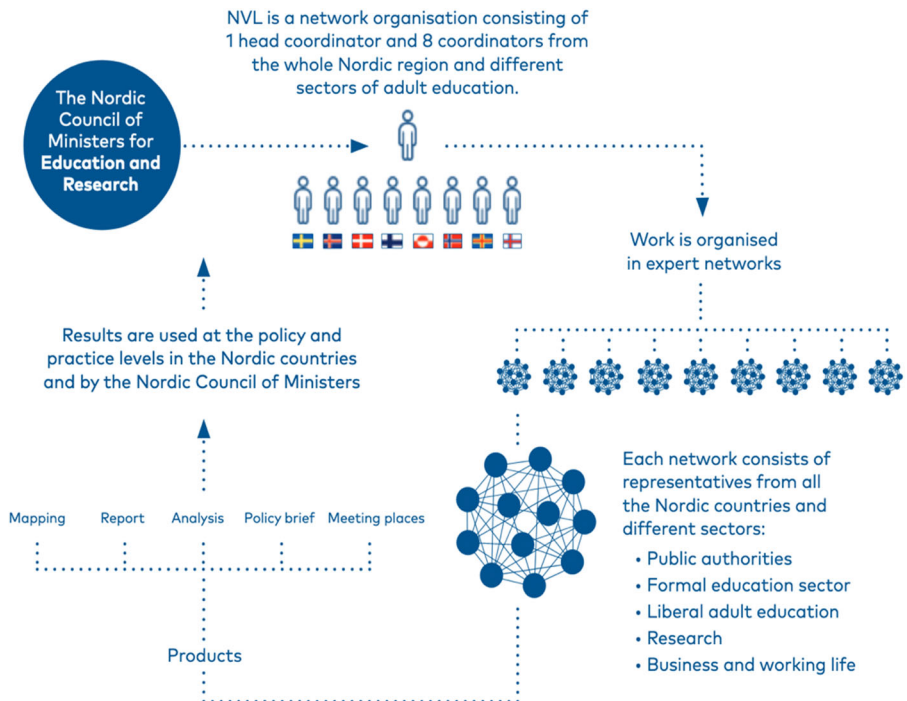 NVL is a network organisation consisting of
1 head coordinator and 8 coordinators from
the whole Nordic region and different
sectors of adult education.
The Nordic
Council of
Ministers for
Education and
Research
Work is organised
in expert networks
Results are used at the policy and
practice levels in the Nordic countries
and by the Nordic Council of Ministers
Each network consists of
representatives from all
the Nordic countries and
different sectors:
• Public authorities
• Formal education sector
• Liberal adult education
• Research
• Business and working life
Mapping Report Analysis Policy brief Meeting places
Products